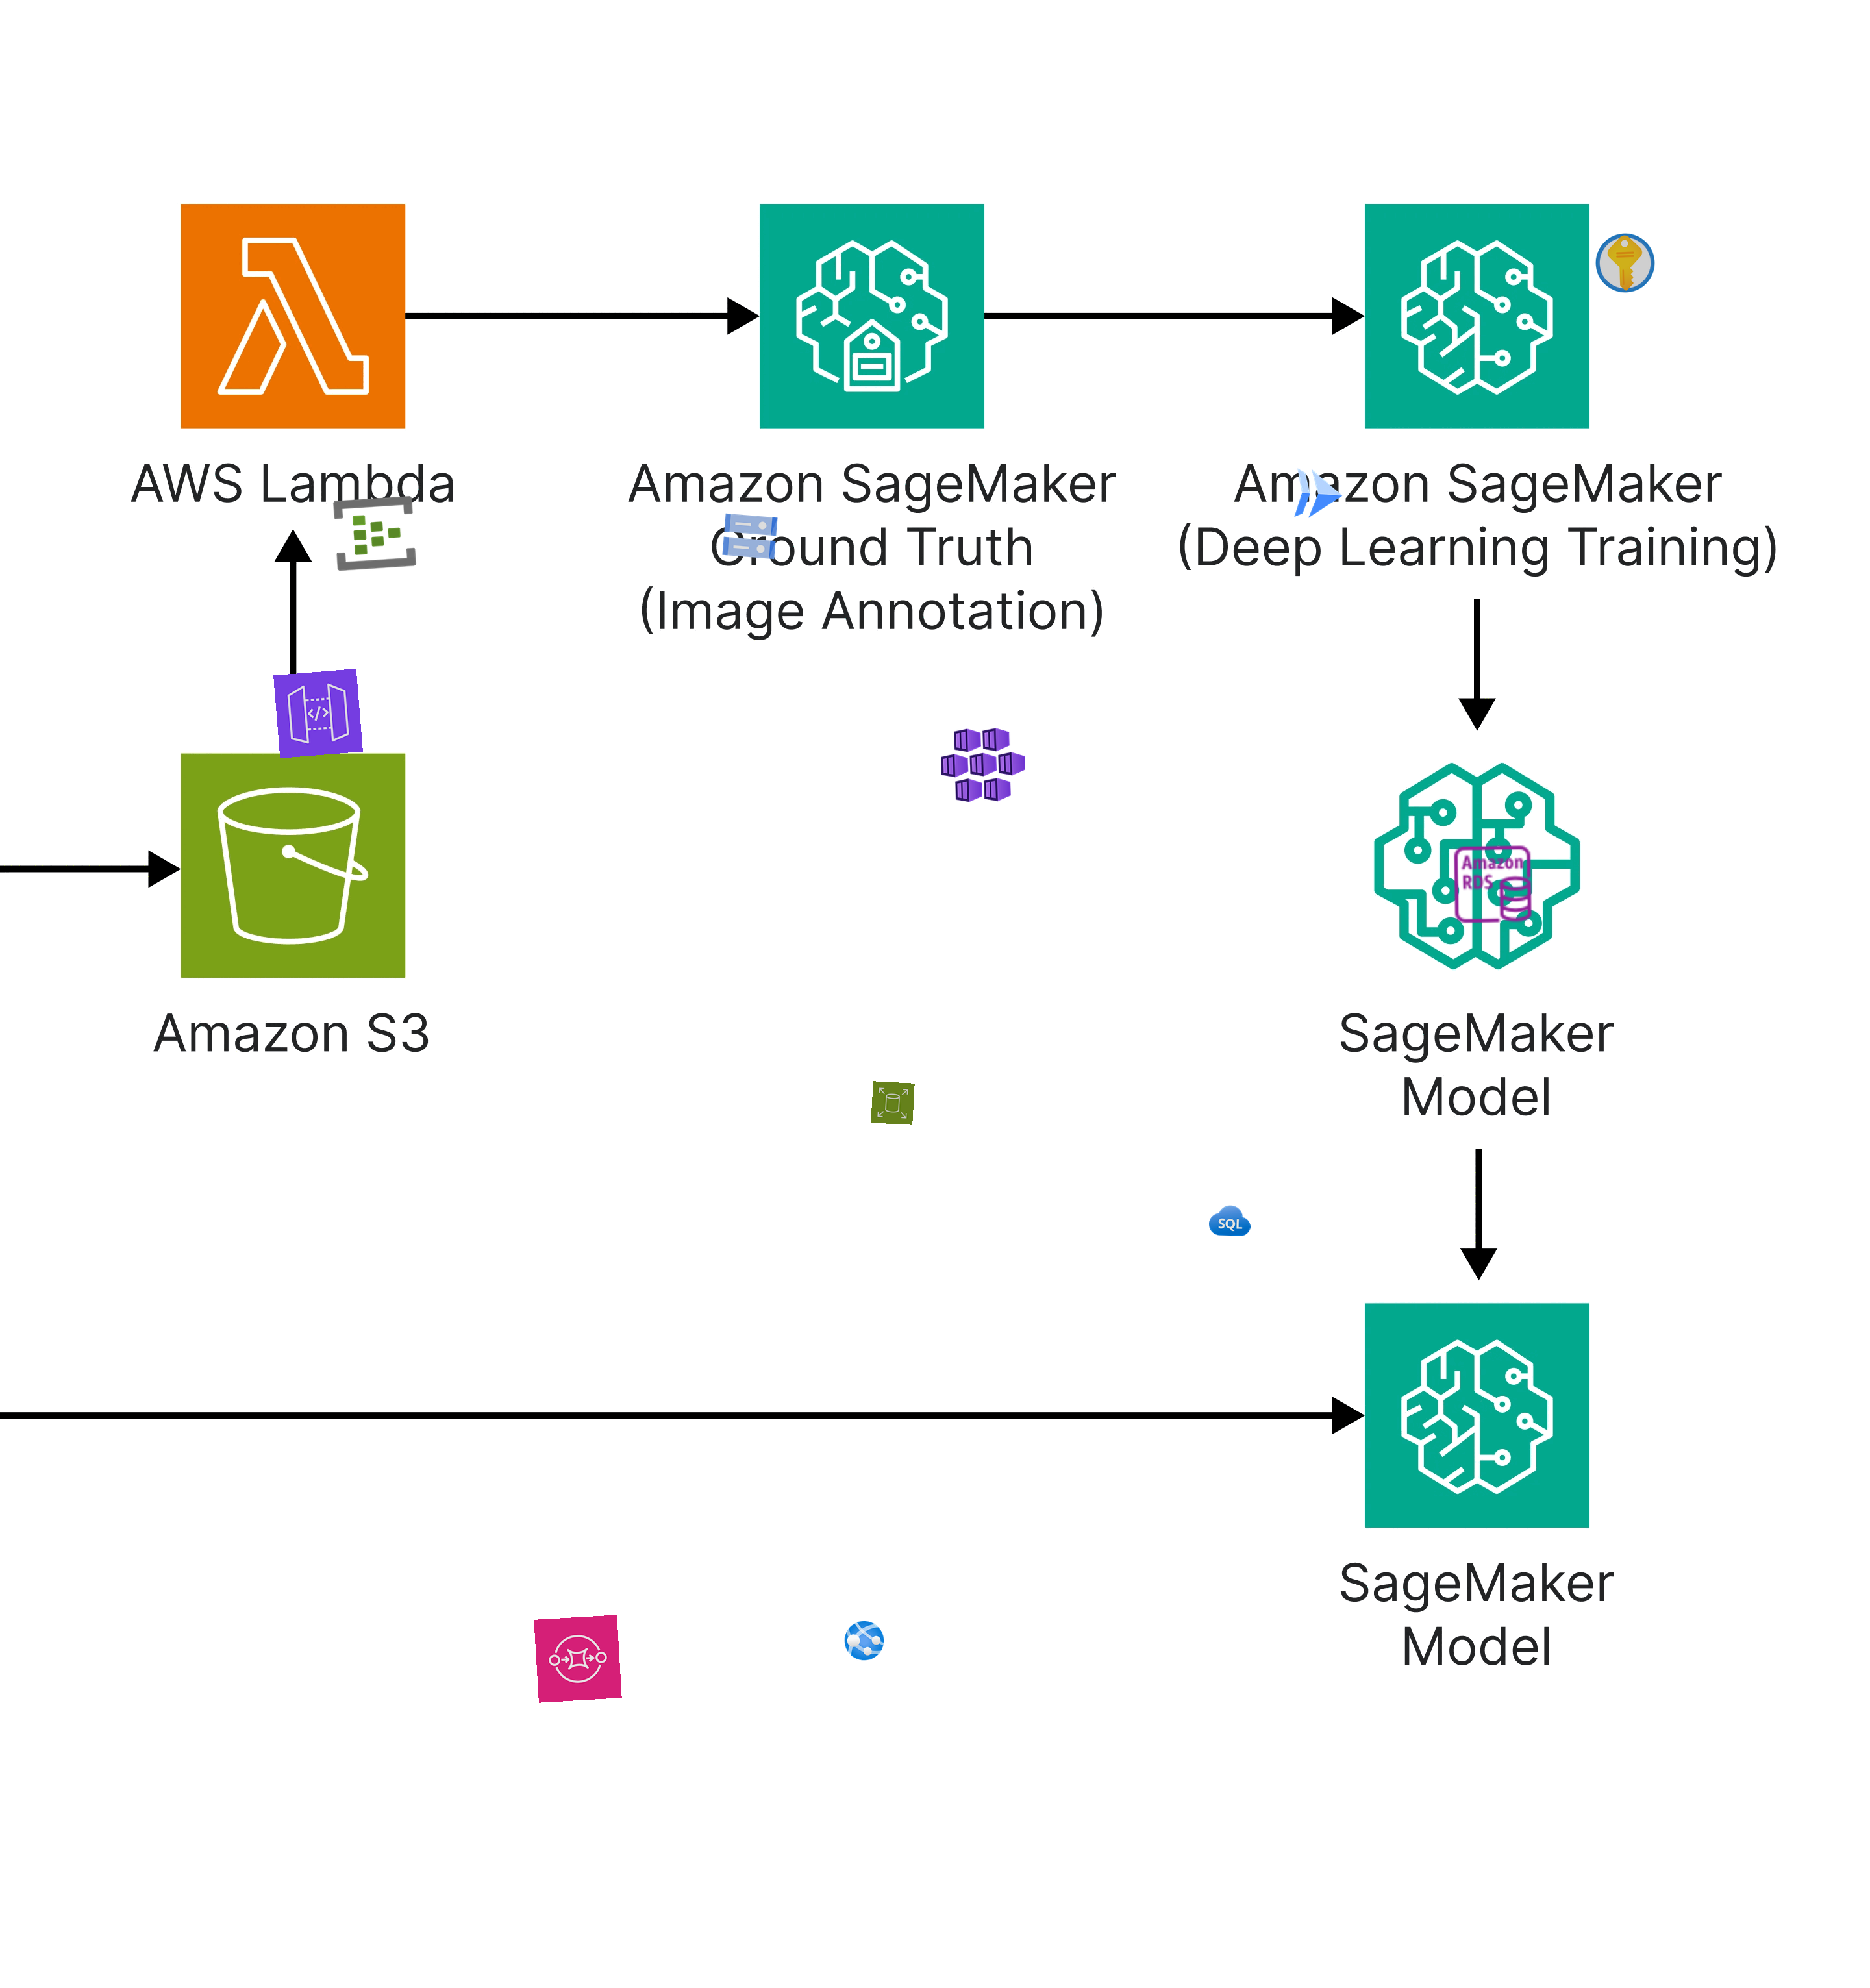 AWS Lambda
Amazon SageMaker
Ground Truth
(Image Annotation)
Amazon SageMaker
(Deep Learning Training)
Amazon S3
Amazon
RDS
SageMaker
Model
SQL
SageMaker
Model